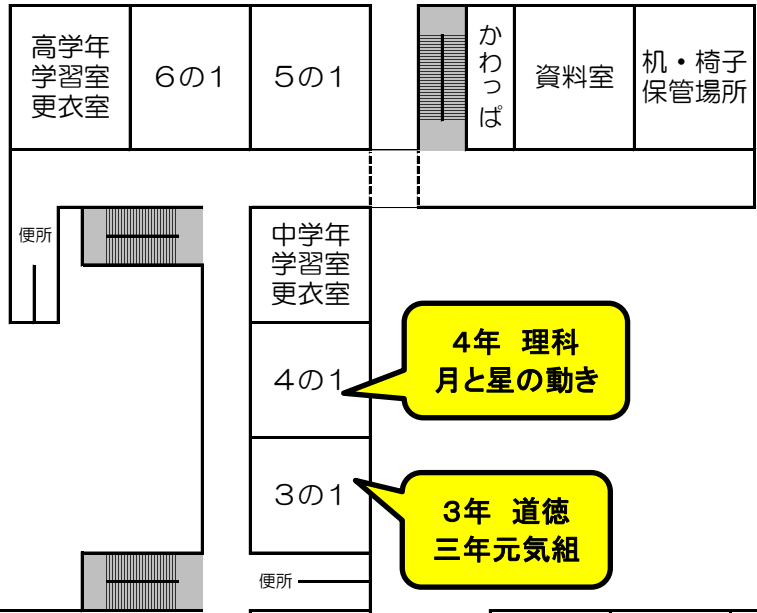 高学年
学習室
更衣室
６の１
５の１
かわっぱ
資料室
机・椅子
保管場所
便所
中学年
学習室
更衣室
４の１
４年　理科
月と星の動き
３の１
３年　道徳
三年元気組
便所